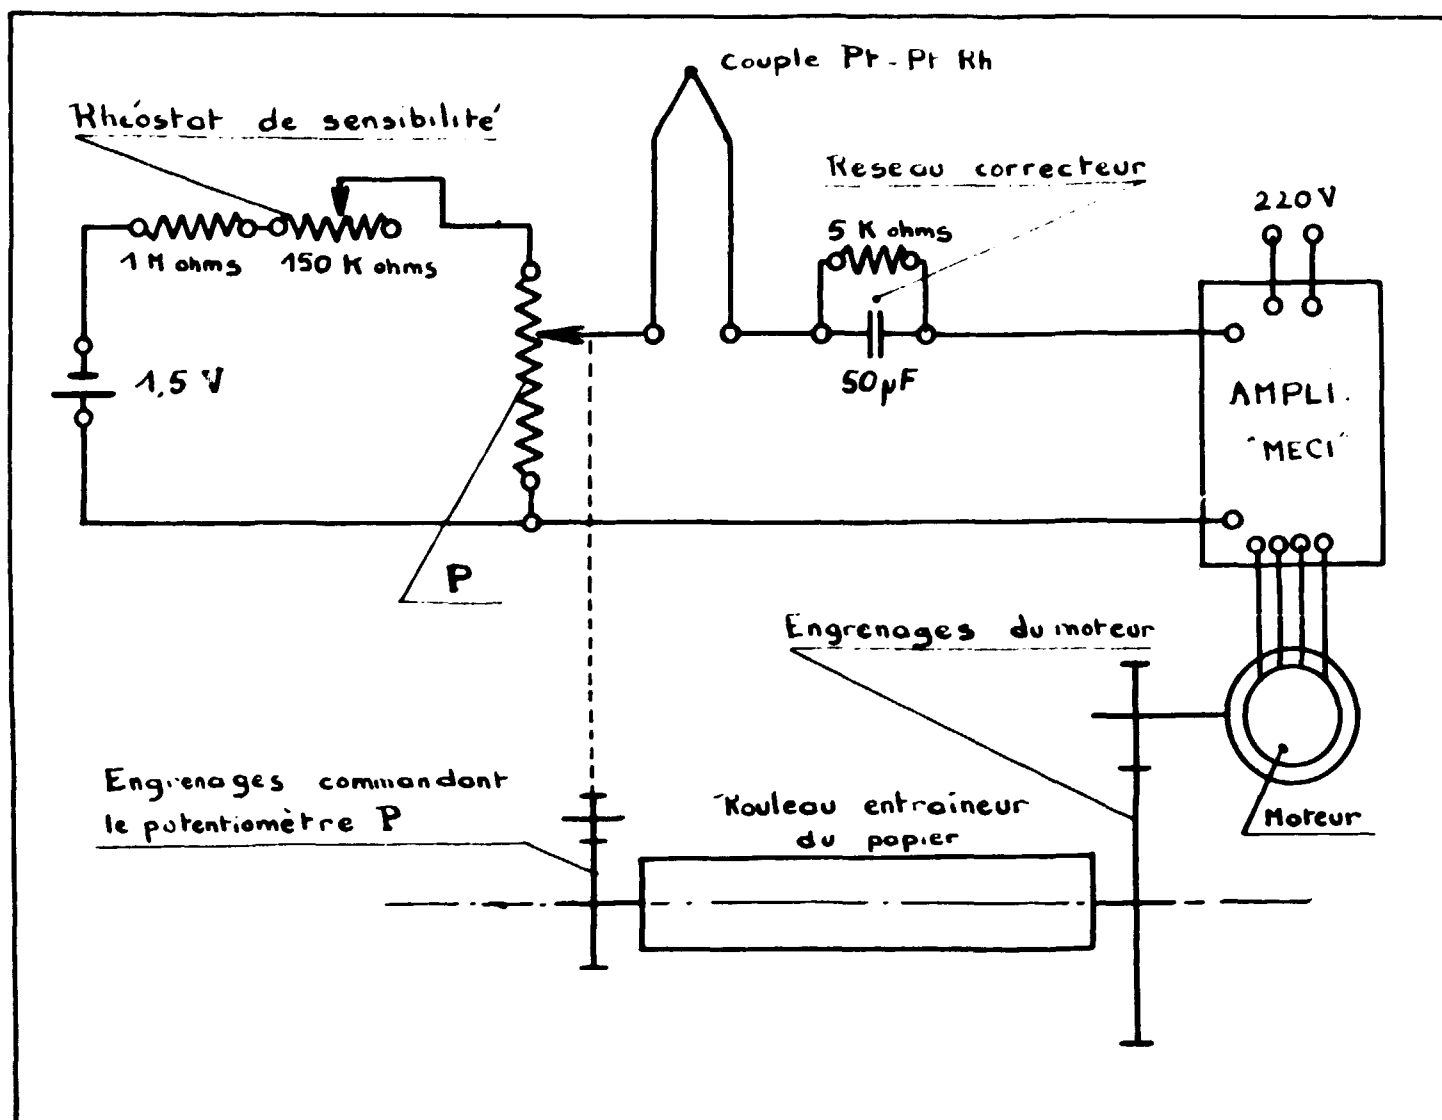 Couple Pt - Pt Rh
Rhéostat de sensibilité
Reseau correcteur
220 V
5 K ohms
1 M ohms
150 K ohms
1,5 V
50 µF
AMPLI.
"MECI"
P
Engrenages du moteur
Engrenages commandant
le potentiomètre P
Rouleau entraîneur
du papier
Moteur